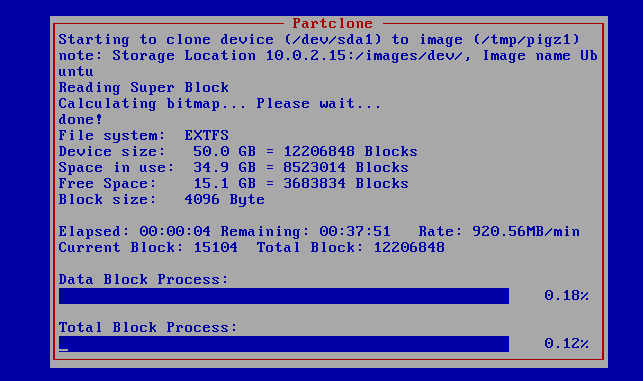 Partclone
Starting to clone device (/dev/sda1) to image (/tmp/pigz1)
note: Storage Location 10.0.2.15:/images/dev/, Image name Ub
untu
Reading Super Block
Calculating bitmap... Please wait...
done!
File system:  EXTFS
Device size:   50.0 GB = 12206848 Blocks
Space in use:  34.9 GB = 8523014 Blocks
Free Space:    15.1 GB = 3683834 Blocks
Block size:   4096 Byte
Elapsed: 00:00:04 Remaining: 00:37:51   Rate: 920.56MB/min
Current Block: 15104  Total Block: 12206848
Data Block Process:
0.18%
Total Block Process:
0.12%